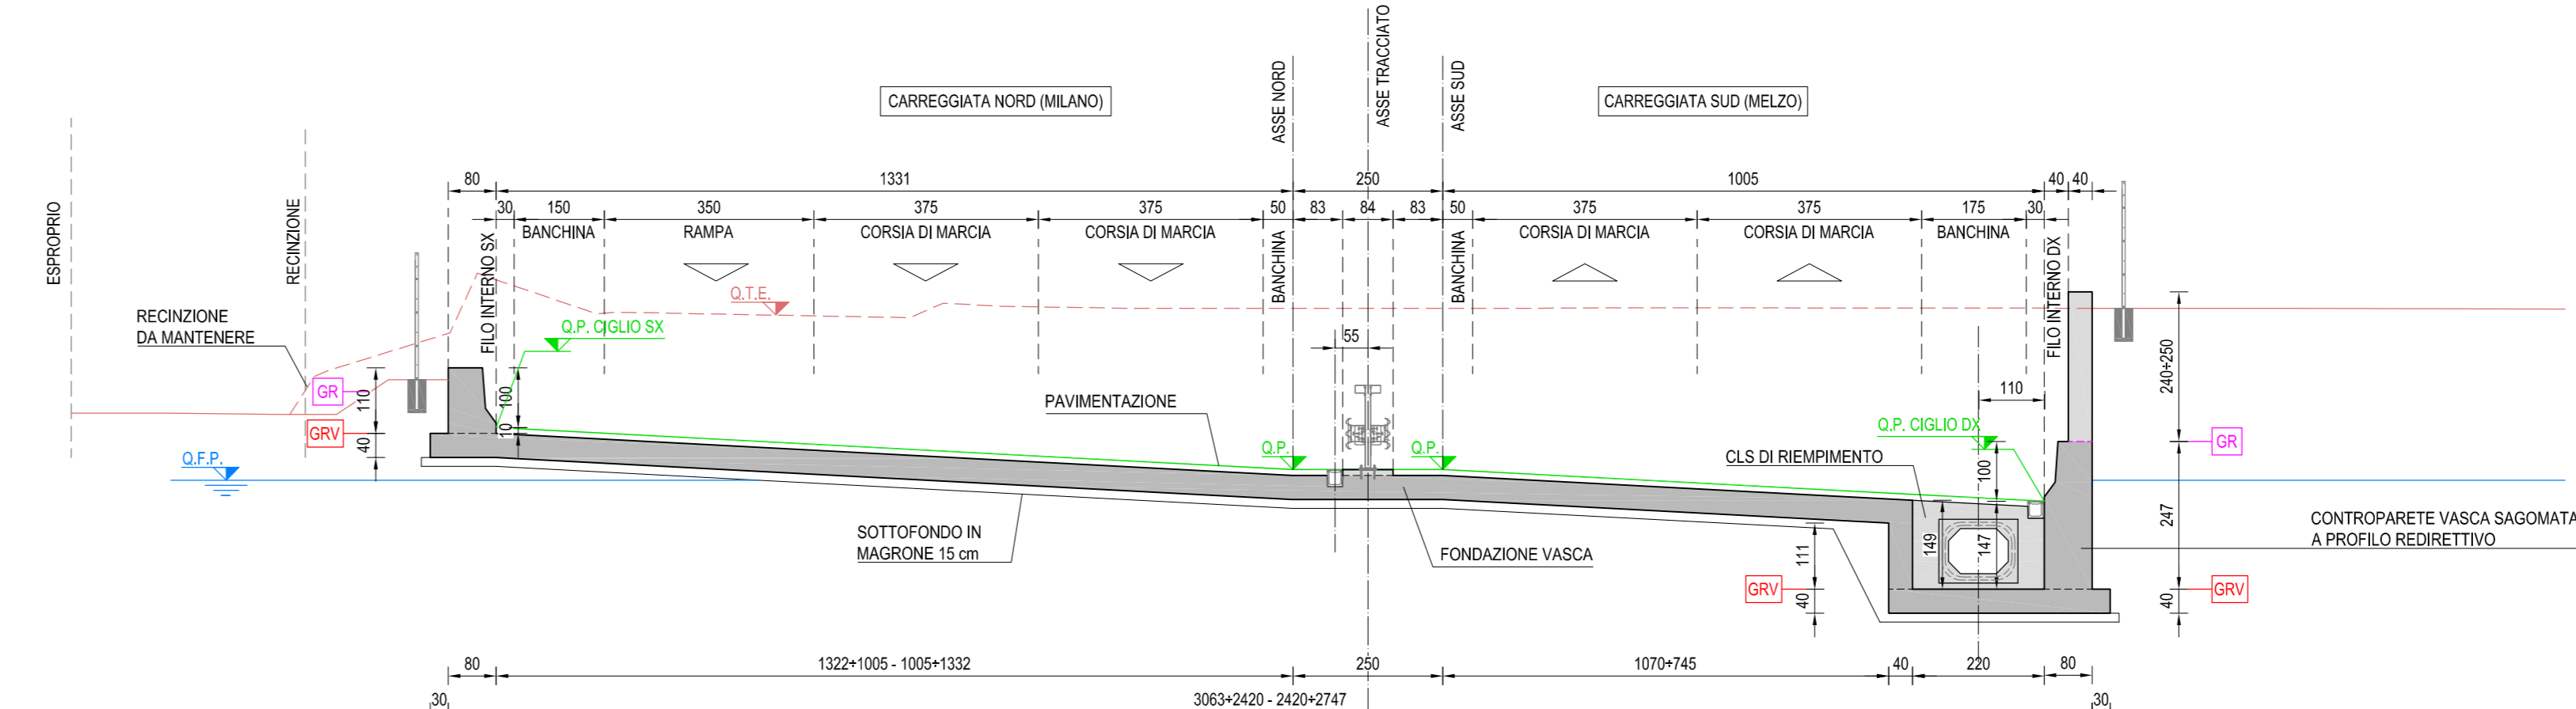 CARREGGIATA NORD (MILANO)
CARREGGIATA SUD (MELZO)
ASSE NORD
ASSE TRACCIATO
ASSE SUD
ESPROPRIO
RECINZIONE
80
1331
250
1005
40
40
30
150
350
375
375
50
83
84
83
50
375
375
175
30
FILO INTERNO SX
BANCHINA
RAMPA
CORSIA DI MARCIA
CORSIA DI MARCIA
BANCHINA
BANCHINA
CORSIA DI MARCIA
CORSIA DI MARCIA
BANCHINA
FILO INTERNO DX
Q.T.E.
RECINZIONE
DA MANTENERE
Q.P. CIGLIO SX
55
240÷250
GR
110
100
PAVIMENTAZIONE
110
GRV
40
10
Q.P. CIGLIO DX
GR
Q.P.
Q.P.
Q.F.P.
CLS DI RIEMPIMENTO
100
247
SOTTOFONDO IN
MAGRONE 15 cm
FONDAZIONE VASCA
CONTROPARETE VASCA SAGOMATA
A PROFILO REDIRETTIVO
111
149
147
GRV
40
40
GRV
80
1322÷1005 - 1005÷1332
250
1070÷745
40
220
80
30
3063÷2420 - 2420÷2747
30